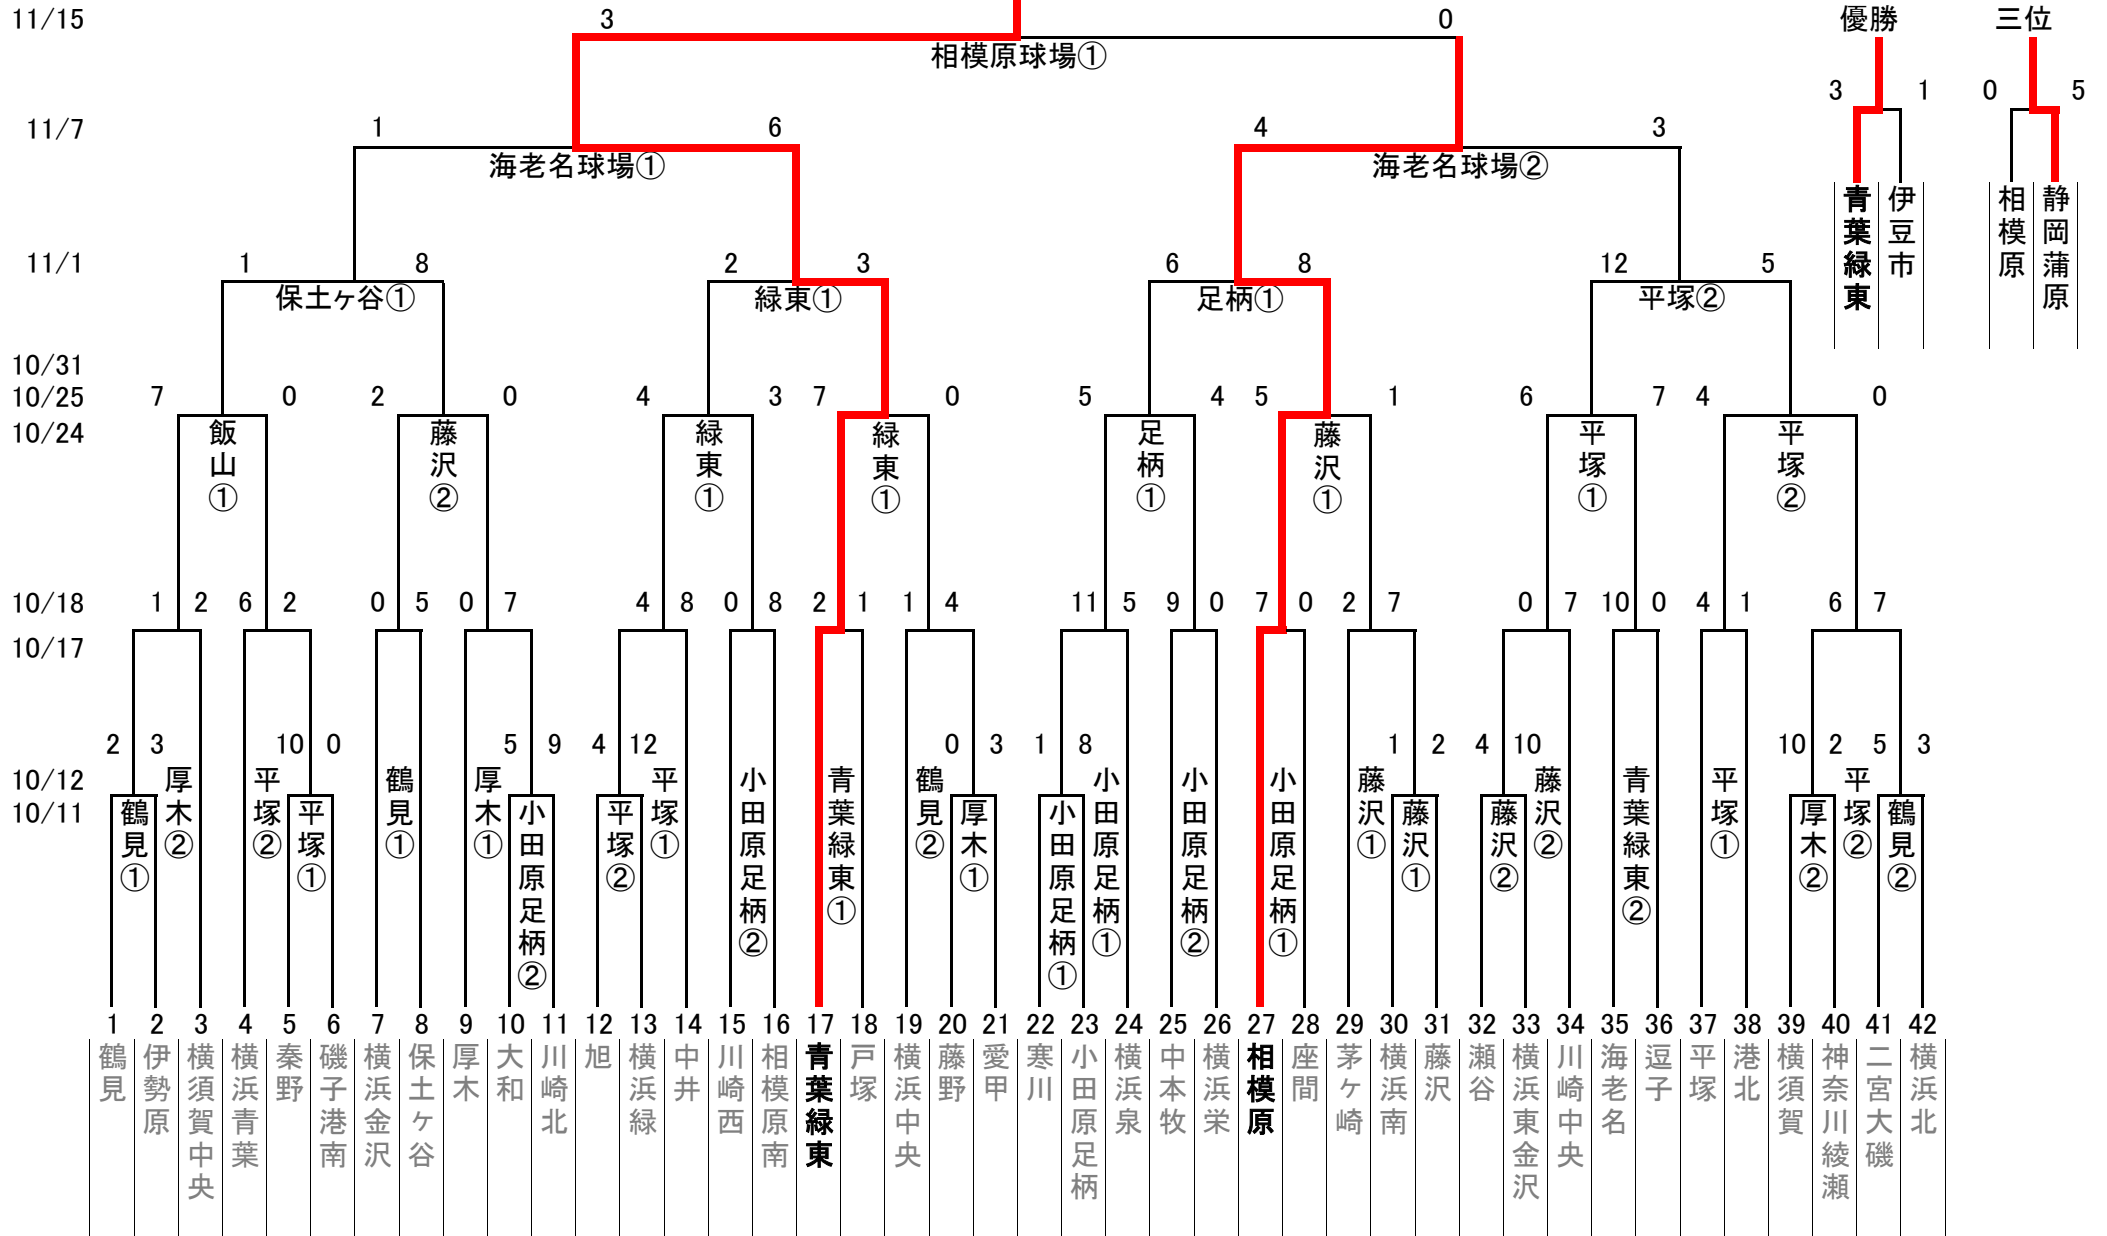 11/15 3 0 優勝 三位
相模原球場①
3 1 0 5
11/7 1 6 4 3
海老名球場① 海老名球場②
青葉緑東 伊豆市 相模原 静岡蒲原
11/1 1 8 2 3 6 8 12 5
保土ヶ谷① 緑東① 足柄① 平塚②
10/31
10/25 7 0 2 0 4 3 7 0 5 4 5 1 6 7 4 0
10/24 飯山① 藤沢② 緑東① 緑東① 足柄① 藤沢① 平塚① 平塚②
10/18 1 2 6 2 0 5 0 7 4 8 0 8 2 1 1 4 11 5 9 0 7 0 2 7 0 7 10 0 4 1 6 7
10/17
2 3 10 0 5 9 4 12 0 3 1 8 1 2 4 10 10 2 5 3
10/12 厚木② 平塚② 鶴見① 厚木① 平塚① 小田原足柄② 青葉緑東① 鶴見② 小田原足柄① 小田原足柄② 小田原足柄① 藤沢① 藤沢② 青葉緑東② 平塚① 平塚②
10/11 鶴見① 平塚① 小田原足柄② 平塚② 厚木① 小田原足柄① 藤沢① 藤沢② 厚木② 鶴見②
1 2 3 4 5 6 7 8 9 10 11 12 13 14 15 16 17 18 19 20 21 22 23 24 25 26 27 28 29 30 31 32 33 34 35 36 37 38 39 40 41 42
鶴見
伊勢原
横須賀中央
横浜青葉
秦野
磯子港南
横浜金沢
保土ケ谷
厚木
大和
川崎北
旭
横浜緑
中井
川崎西
相模原南
青葉緑東
戸塚
横浜中央
藤野
愛甲
寒川
小田原足柄
横浜泉
中本牧
横浜栄
相模原
座間
茅ケ崎
横浜南
藤沢
瀬谷
横浜東金沢
川崎中央
海老名
逗子
平塚
港北
横須賀
神奈川綾瀬
二宮大磯
横浜北